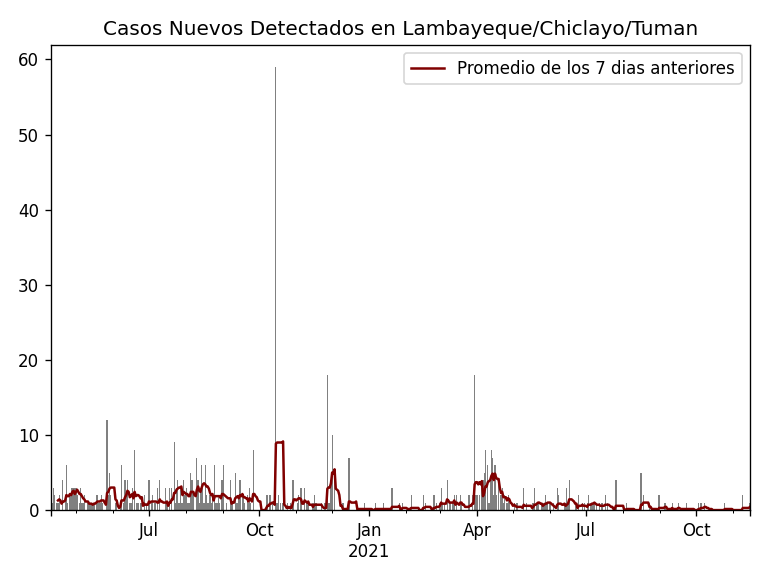 Casos Nuevos Detectados en Lambayeque/Chiclayo/Tuman
Promedio de los 7 dias anteriores
60
50
40
30
20
10
0
Jul
Oct
Jan
2021
Apr
Jul
Oct